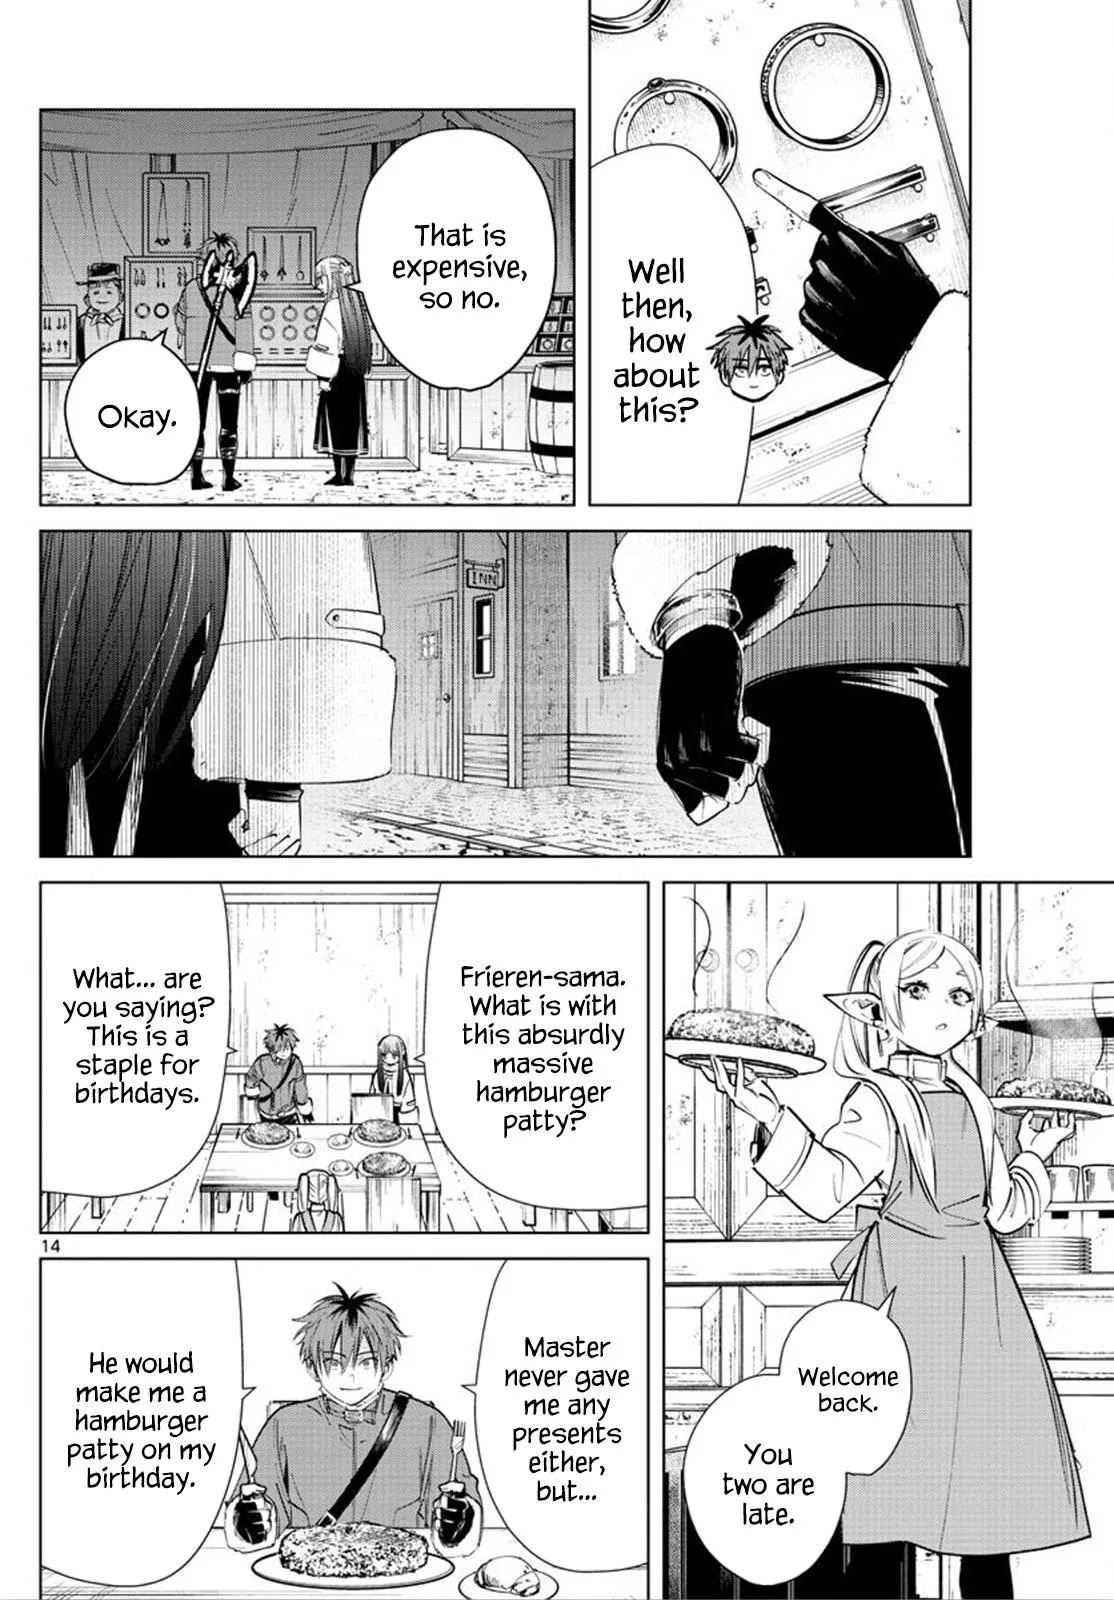 Well
then,
how
about
this?
That is
expensive,
so no.
Okay.
INN
Welcome
back.
You
two are
late.
Frieren-sama.
What is with
this absurdly
massive
hamburger
patty?
What... are
you saying?
This is a
staple for
birthdays.
14
Master
never gave
me any
presents
either,
but...
He would
make me a
hamburger
patty on my
birthday.